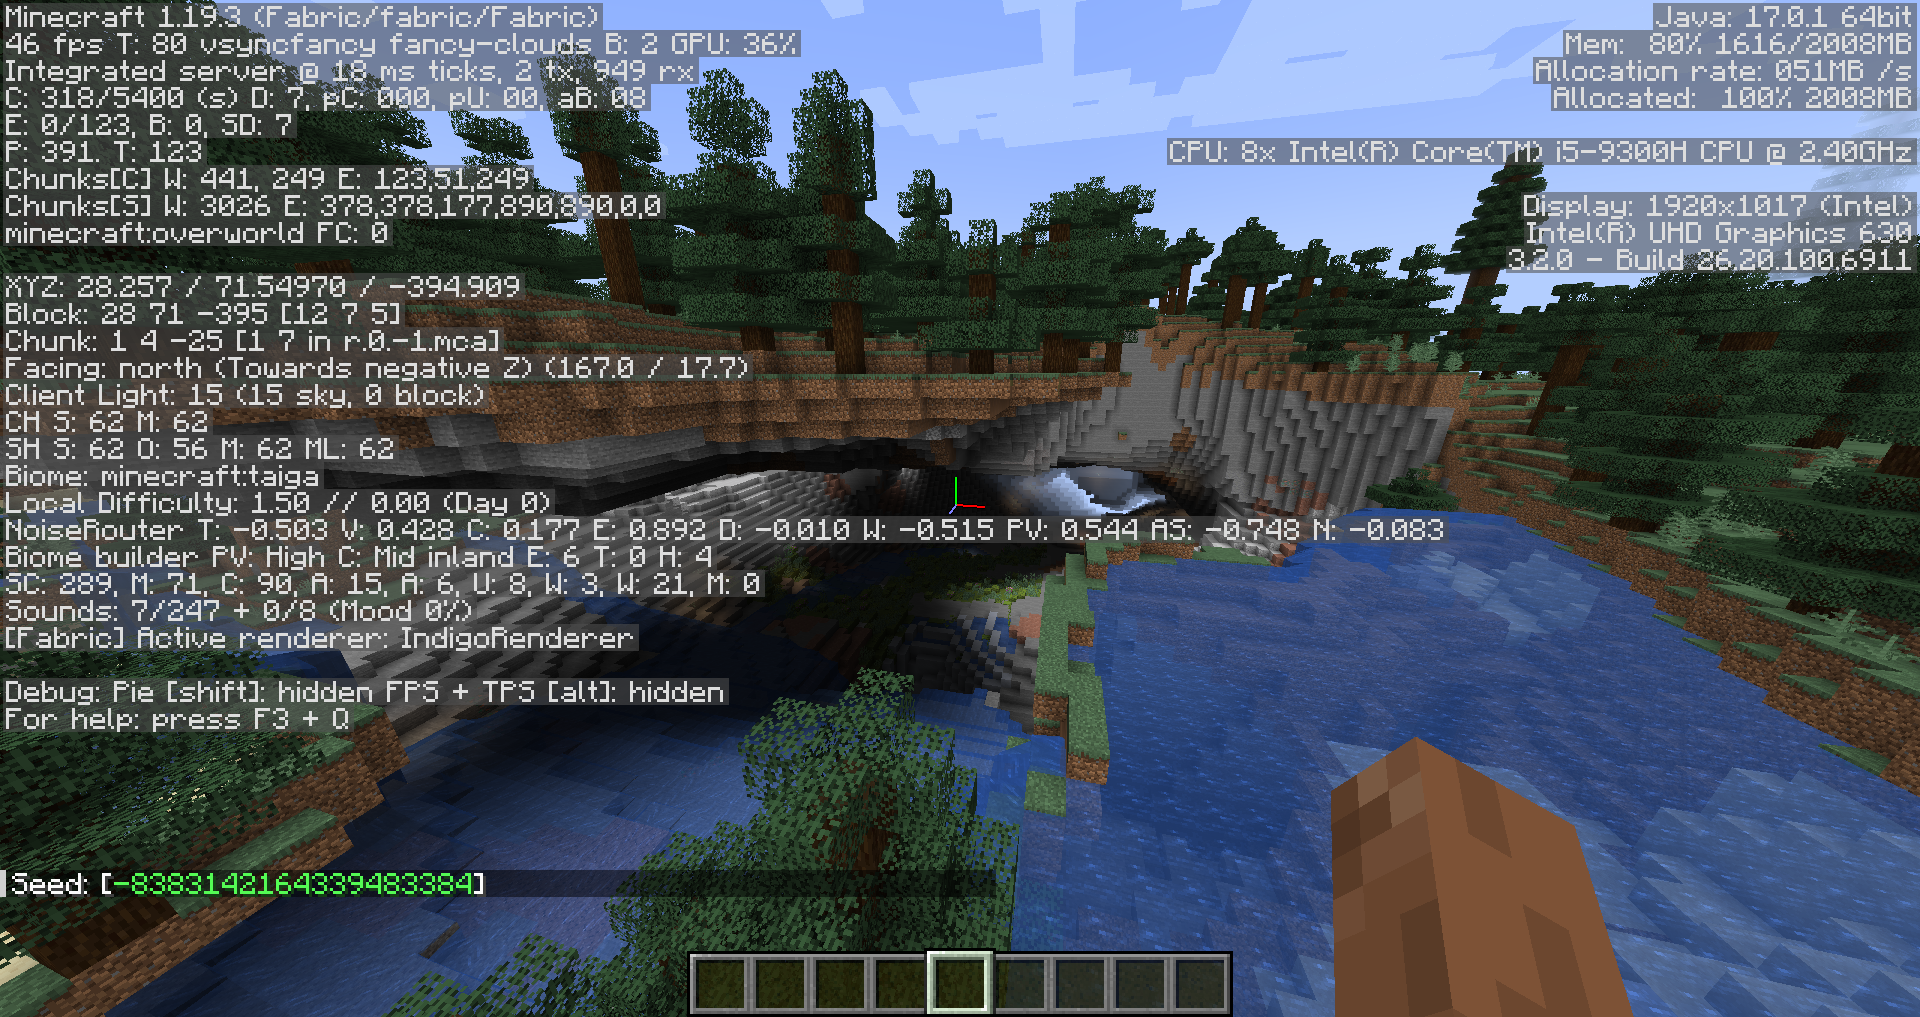 Minecraft 1.19.3 (Fabric/fabric/Fabric)
46 fps T: 80 vsyncfancy fancy-clouds B: 2 GPU: 36%
Integrated server @ 18 ms ticks, 2 tx, 949 rx
C: 318/5400 (s) D: 7, pC: 000, pU: 00, aB: 08
E: 0/123, B: 0, SD: 7
P: 391. T: 123
Chunks[C] W: 441, 249 E: 123,51,249
Chunks[S] W: 3026 E: 378,378,177,890,890,0,0
minecraft:overworld FC: 0
XYZ: 28.257 / 71.54970 / -394.909
Block: 28 71 -395 [12 7 5]
Chunk: 1 4 -25 [1 7 in r.0.-1.mca]
Facing: north (Towards negative Z) (167.0 / 17.7)
Client Light: 15 (15 sky, 0 block)
CH S: 62 M: 62
SH S: 62 O: 56 M: 62 ML: 62
Biome: minecraft:taiga
Local Difficulty: 1.50 // 0.00 (Day 0)
NoiseRouter T: -0.503 V: 0.428 C: 0.177 E: 0.892 D: -0.010 W: -0.515 PV: 0.544 AS: -0.748 N: -0.083
Biome builder PV: High C: Mid inland E: 6 T: 0 H: 4
SC: 289, M: 71, C: 90, A: 15, A: 6, U: 8, W: 3, W: 21, M: 0
Sounds: 7/247 + 0/8 (Mood 0%)
[Fabric] Active renderer: IndigoRenderer
Debug: Pie [shift]: hidden FPS + TPS [alt]: hidden
For help: press F3 + Q
Java: 17.0.1 64bit
Mem: 80% 1616/2008MB
Allocation rate: 051MB /s
Allocated: 100% 2008MB
CPU: 8x Intel(R) Core(TM) i5-9300H CPU @ 2.40GHz
Display: 1920x1017 (Intel)
Intel(R) UHD Graphics 630
3.2.0 - Build 26.20.100.6911
Seed: [-8383142164339483384]